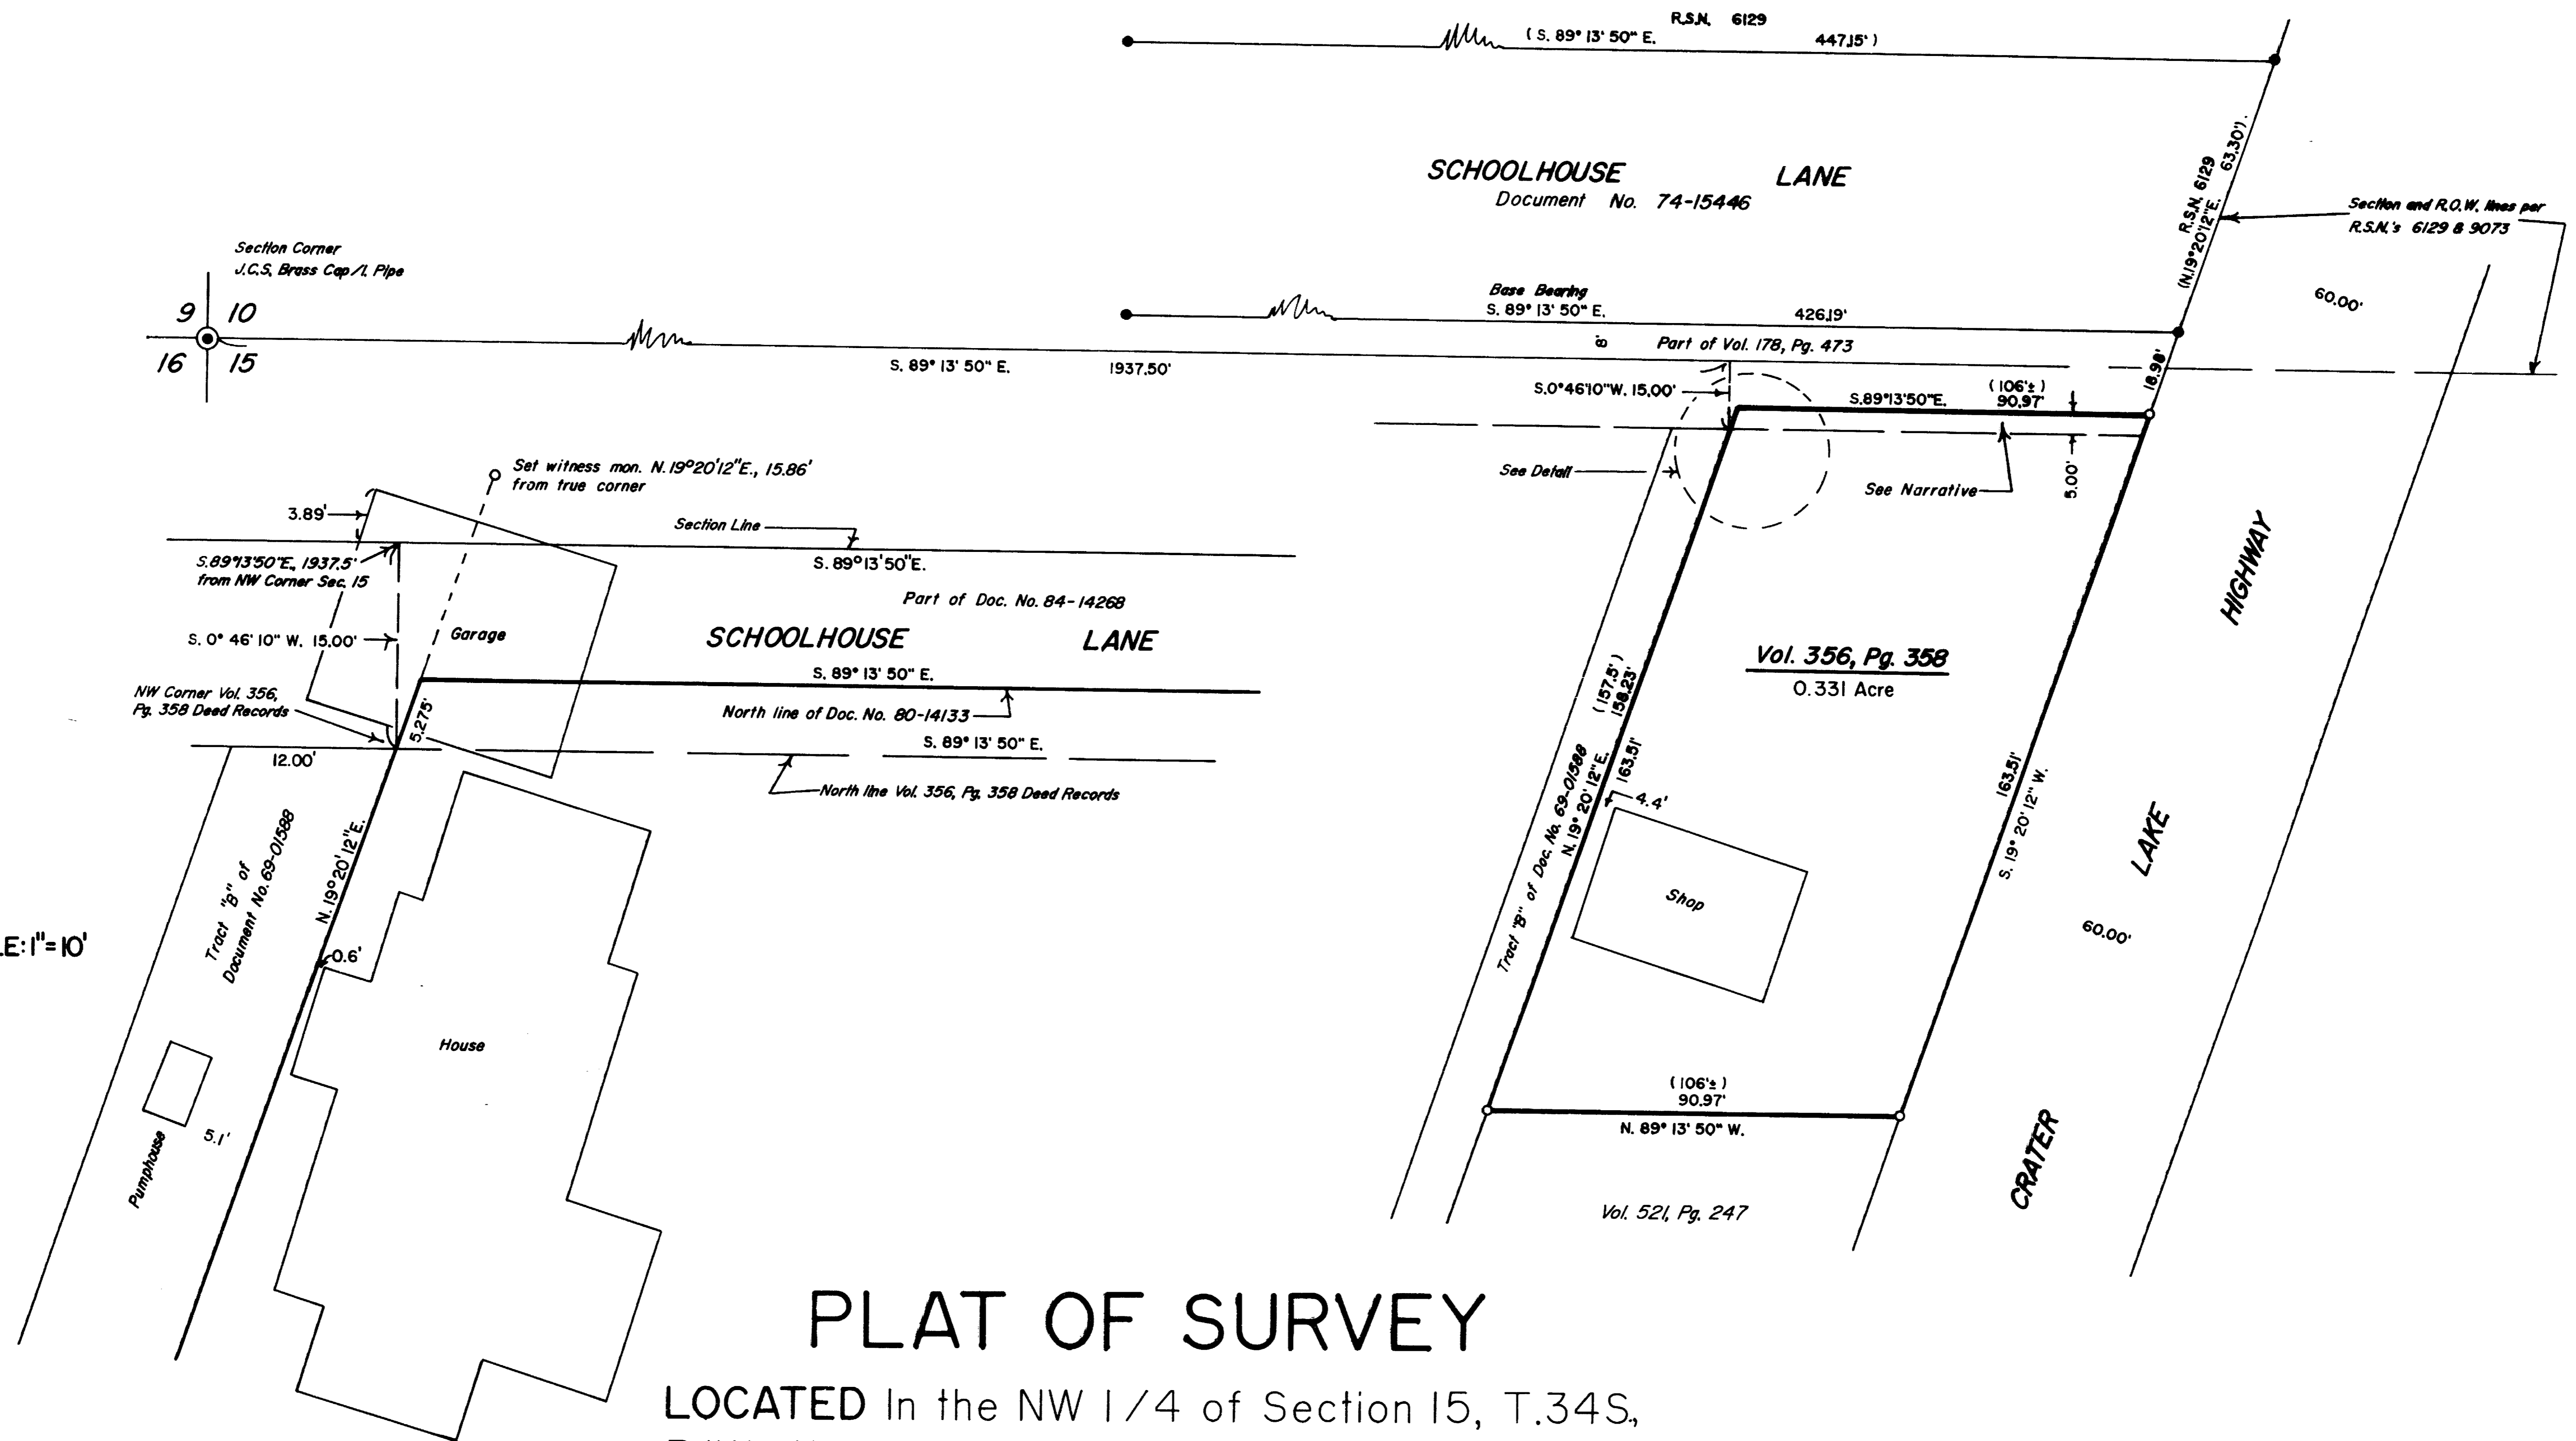 R.S.N. 6129
( S. 89° 13' 50" E. 447.15' )
SCHOOLHOUSE LANE
Document No. 74-15446
R.S.N. 6129
(N.19°20'12"E. 63.30').
Section and R.O.W. lines per
R.S.N.'s 6129 & 9073
60.00'
Section Corner
J.C.S. Brass Cap/I. Pipe
9 10
16 15
Base Bearing
S. 89° 13' 50" E. 426.19'
8'
Part of Vol. 178, Pg. 473
S. 89° 13' 50" E. 1937.50'
18.98'
S.0°46'10"W. 15.00'
(106'±)
S.89°13'50"E. 90.97'
5.00'
See Detail
See Narrative
Set witness mon. N.19°20'12"E., 15.86'
from true corner
3.89'
Section Line
S.89°13'50"E., 1937.5'
from NW Corner Sec. 15
S. 89°13'50"E.
Part of Doc. No. 84-14268
S. 0° 46' 10" W. 15.00'
Garage
SCHOOLHOUSE LANE
S. 89° 13' 50" E.
NW Corner Vol. 356,
Pg. 358 Deed Records
5.275'
North line of Doc. No. 80-14133
S. 89° 13' 50" E.
12.00'
North line Vol. 356, Pg. 358 Deed Records
Tract "B" of
Document No. 69-01588
N. 19°20'12"E.
0.6'
House
5.1'
Pumphouse
LE: 1"=10'
Vol. 356, Pg. 358
0.331 Acre
(157.5')
158.23'
163.51'
N. 19° 20' 12" E.
Tract "B" of Doc. No. 69-01588
4.4'
Shop
163.51'
S. 19° 20' 12" W.
HIGHWAY
LAKE
CRATER
60.00'
(106'±)
90.97'
N. 89° 13' 50" W.
Vol. 521, Pg. 247
PLAT OF SURVEY
LOCATED In the NW 1/4 of Section 15, T.34S.,